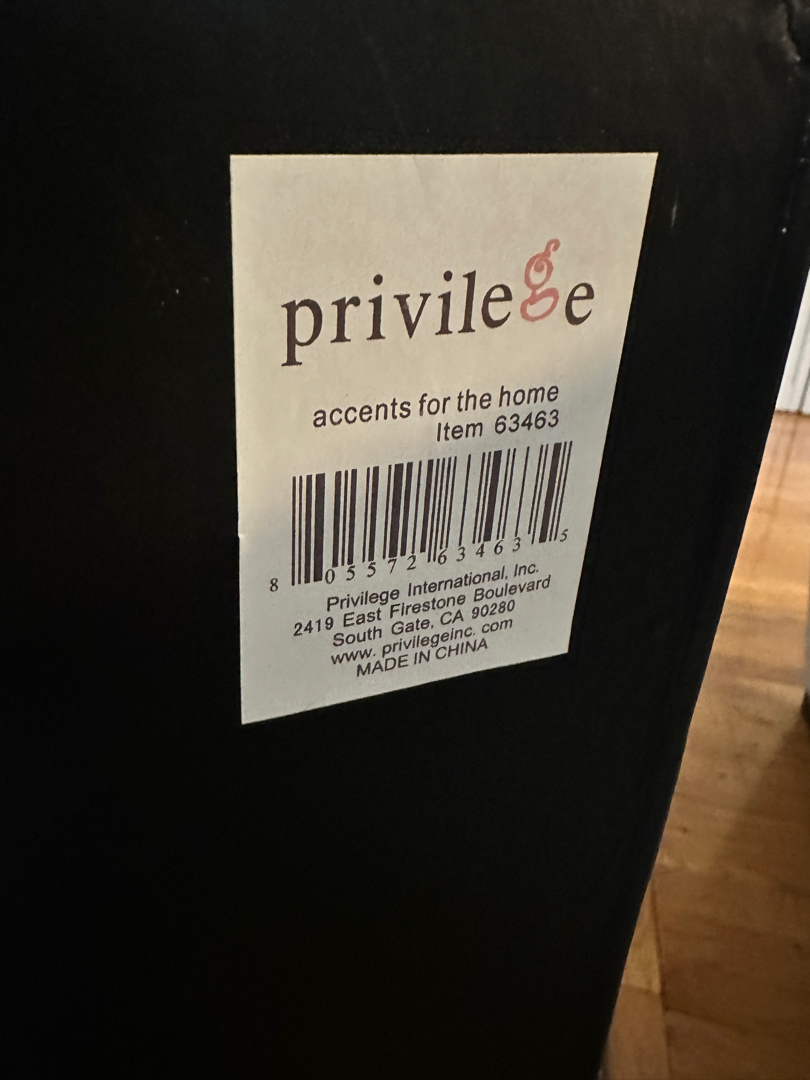 privilege
accents for the home
Item 63463
8 05572 63463 5
Privilege International, Inc.
2419 East Firestone Boulevard
South Gate, CA 90280
www. privilegeinc. com
MADE IN CHINA